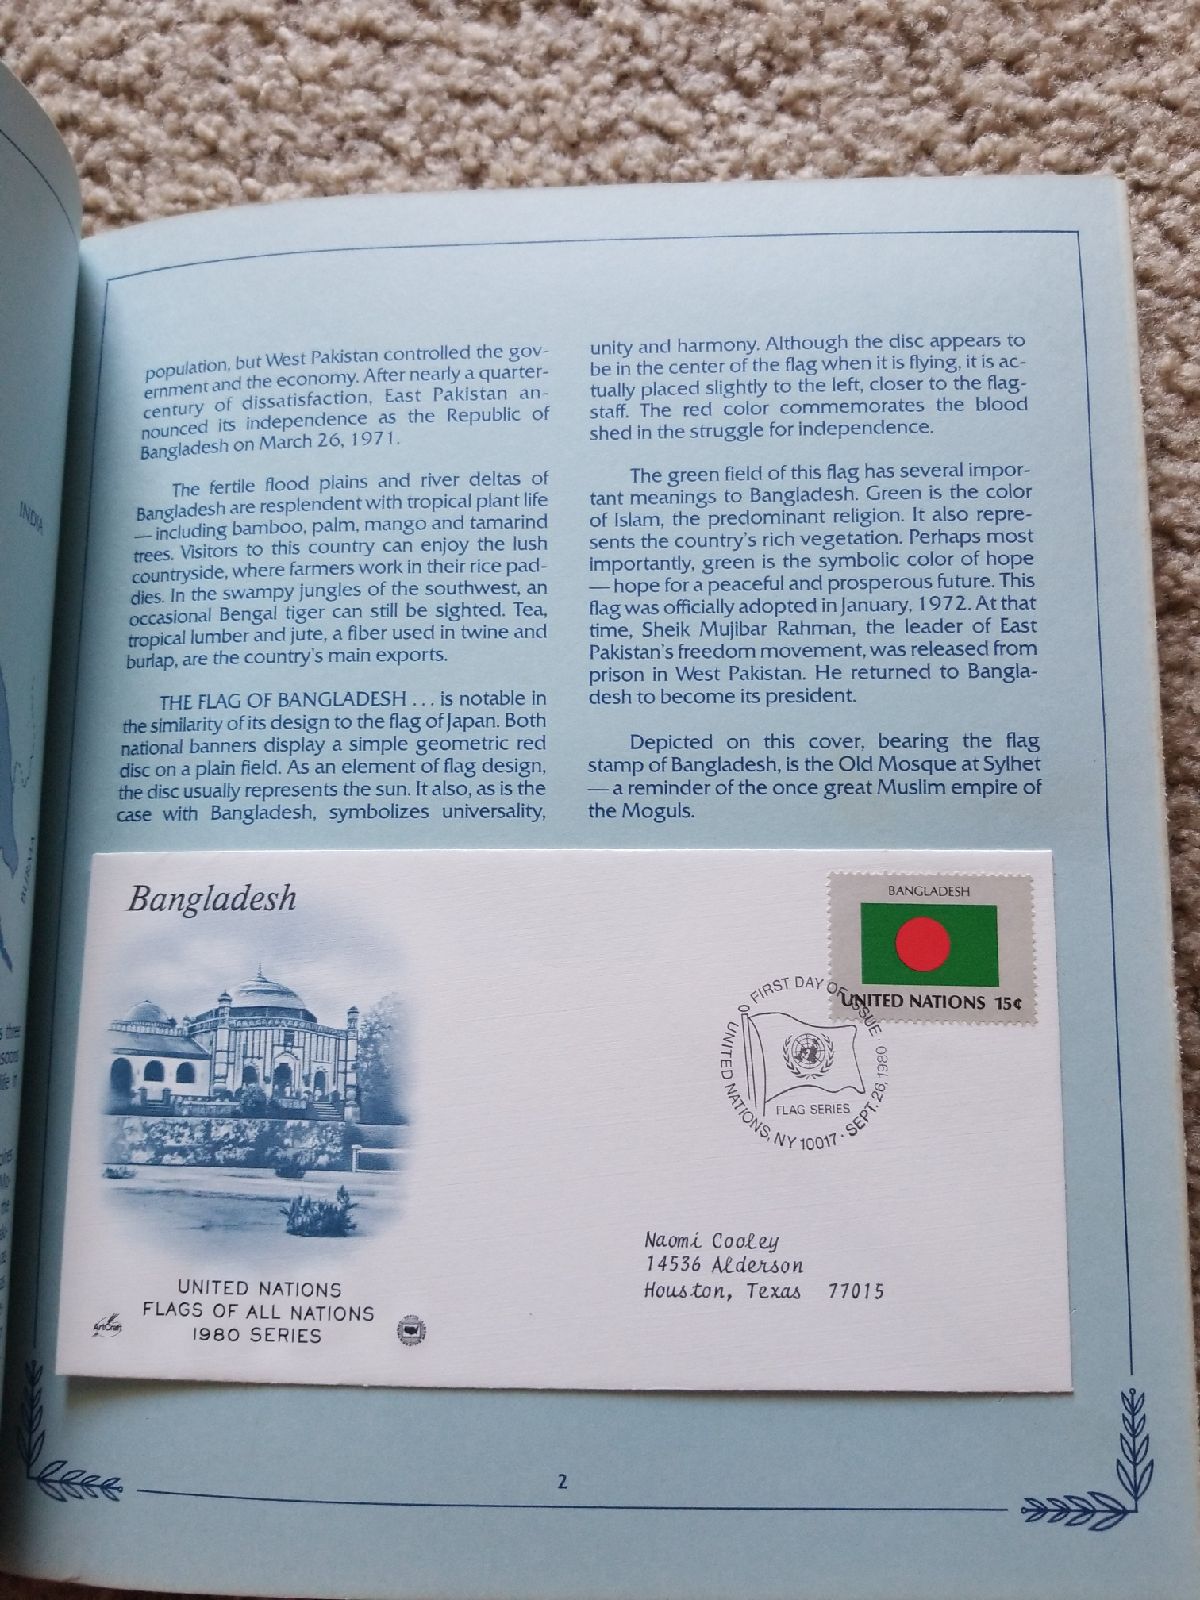 population, but West Pakistan controlled the gov-
ernment and the economy. After nearly a quarter-
century of dissatisfaction, East Pakistan an-
nounced its independence as the Republic of
Bangladesh on March 26, 1971.
The fertile flood plains and river deltas of
Bangladesh are resplendent with tropical plant life
—including bamboo, palm, mango and tamarind
trees. Visitors to this country can enjoy the lush
countryside, where farmers work in their rice pad-
dies. In the swampy jungles of the southwest, an
occasional Bengal tiger can still be sighted. Tea,
tropical lumber and jute, a fiber used in twine and
burlap, are the country's main exports.
THE FLAG OF BANGLADESH ... is notable in
the similarity of its design to the flag of Japan. Both
national banners display a simple geometric red
disc on a plain field. As an element of flag design,
the disc usually represents the sun. It also, as is the
case with Bangladesh, symbolizes universality,
unity and harmony. Although the disc appears to
be in the center of the flag when it is flying, it is ac-
tually placed slightly to the left, closer to the flag-
staff. The red color commemorates the blood
shed in the struggle for independence.
The green field of this flag has several impor-
tant meanings to Bangladesh. Green is the color
of Islam, the predominant religion. It also repre-
sents the country's rich vegetation. Perhaps most
importantly, green is the symbolic color of hope
—hope for a peaceful and prosperous future. This
flag was officially adopted in January, 1972. At that
time, Sheik Mujibar Rahman, the leader of East
Pakistan's freedom movement, was released from
prison in West Pakistan. He returned to Bangla-
desh to become its president.
Depicted on this cover, bearing the flag
stamp of Bangladesh, is the Old Mosque at Sylhet
—a reminder of the once great Muslim empire of
the Moguls.
Bangladesh
BANGLADESH
UNITED NATIONS 15¢
FIRST DAY OF ISSUE
UNITED NATIONS, NY 10017 · SEPT. 26, 1980
FLAG SERIES
Naomi Cooley
14536 Alderson
Houston, Texas 77015
UNITED NATIONS
FLAGS OF ALL NATIONS
1980 SERIES
ArtCraft
2
INDIA